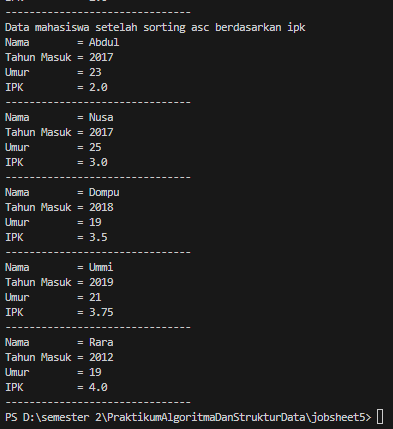 -------------------------------
Data mahasiswa setelah sorting asc berdasarkan ipk
Nama        = Abdul
Tahun Masuk = 2017
Umur        = 23
IPK         = 2.0
-------------------------------
Nama        = Nusa
Tahun Masuk = 2017
Umur        = 25
IPK         = 3.0
-------------------------------
Nama        = Dompu
Tahun Masuk = 2018
Umur        = 19
IPK         = 3.5
-------------------------------
Nama        = Ummi
Tahun Masuk = 2019
Umur        = 21
IPK         = 3.75
-------------------------------
Nama        = Rara
Tahun Masuk = 2012
Umur        = 19
IPK         = 4.0
-------------------------------
PS D:\semester 2\PraktikumAlgoritmaDanStrukturData\jobsheet5>